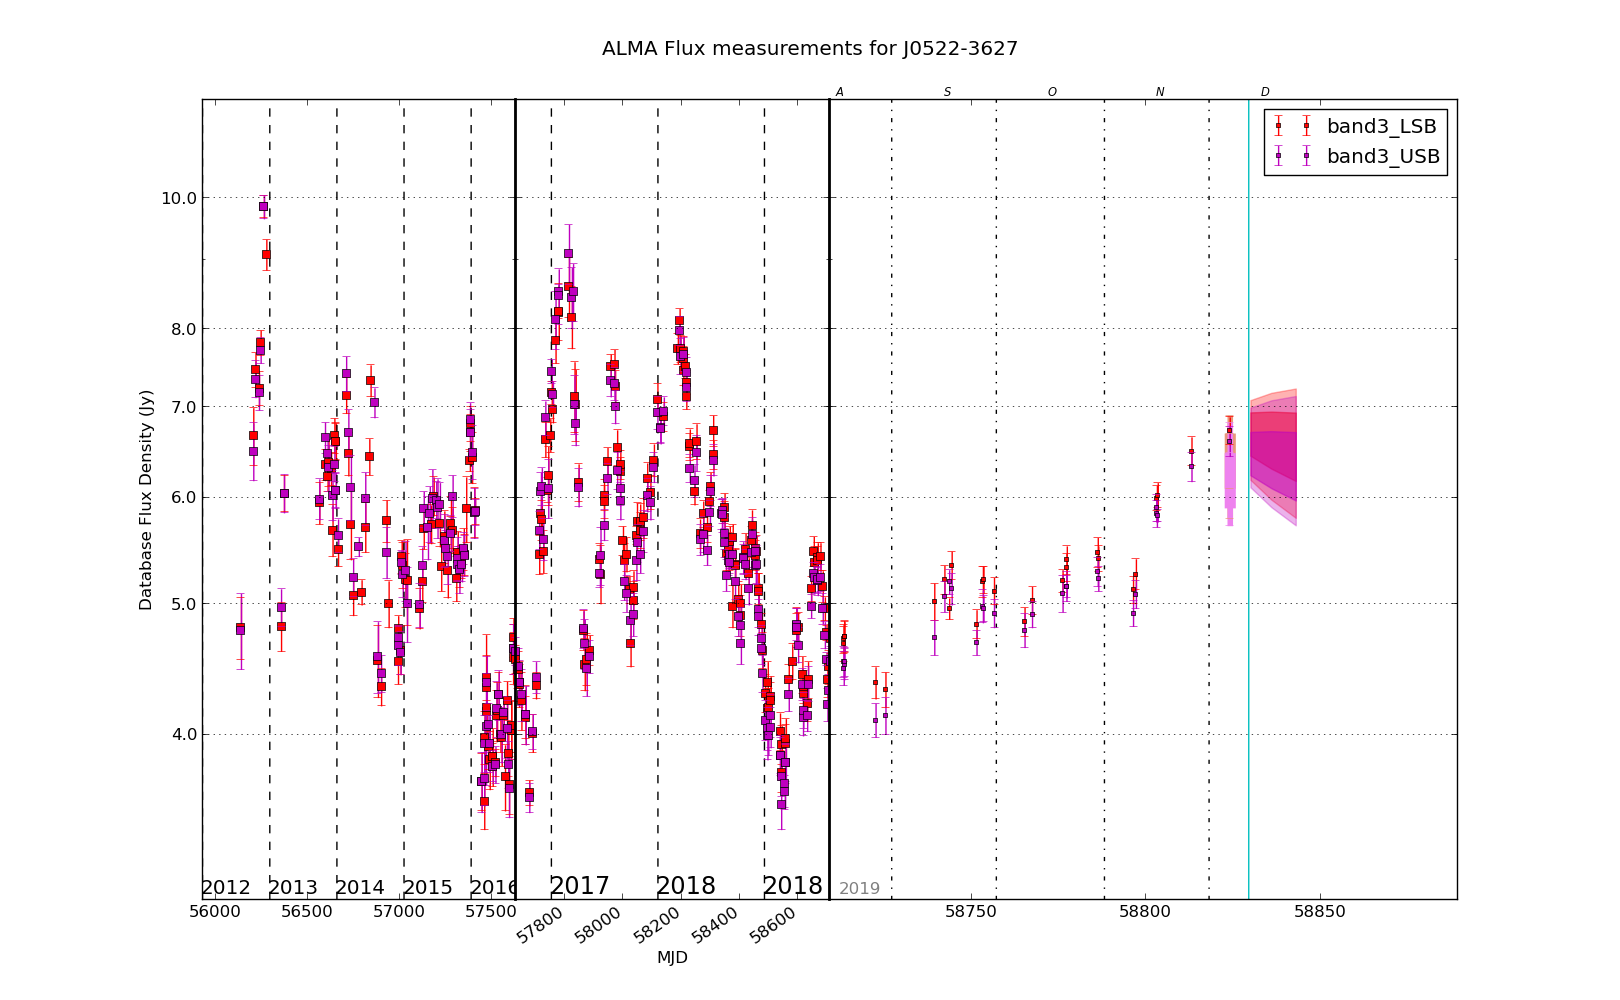 ALMA Flux measurements for J0522-3627
A S O N D
band3_LSB
band3_USB
10.0
8.0
7.0
6.0
5.0
4.0
Database Flux Density (Jy)
2012 2013 2014 2015 2016 2017 2018 2018 2019
56000 56500 57000 57500 57800 58000 58200 58400 58600 58750 58800 58850
MJD